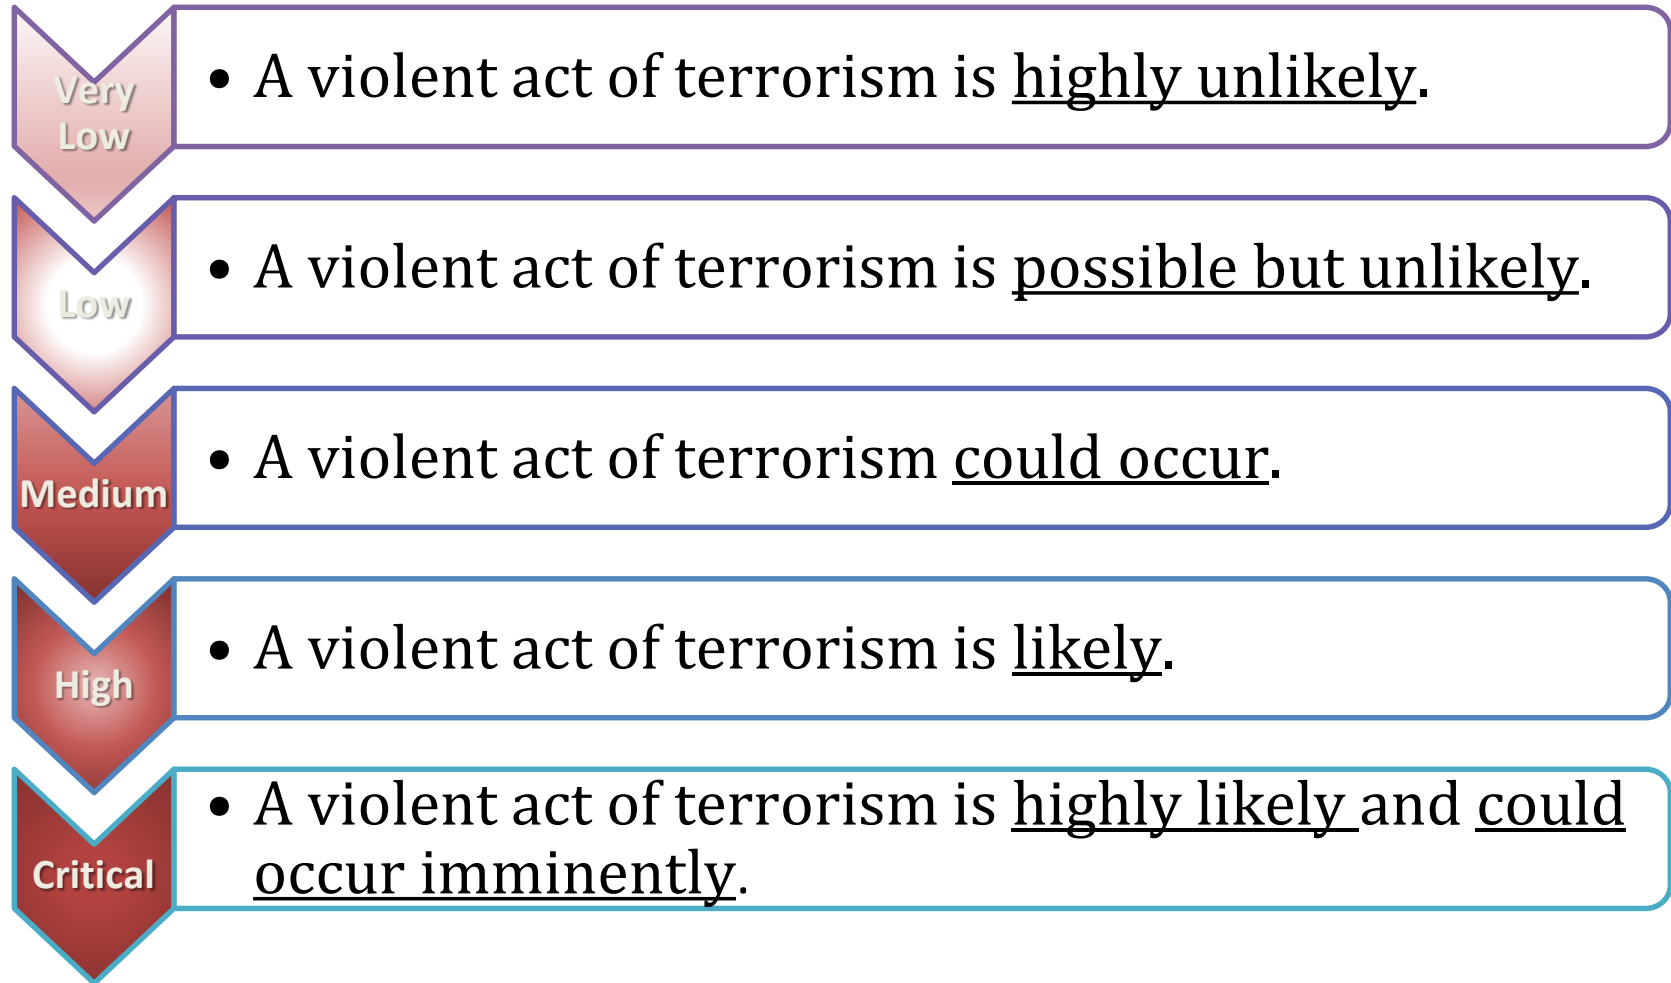 Very
Low
• A violent act of terrorism is highly unlikely.
Low
• A violent act of terrorism is possible but unlikely.
Medium
• A violent act of terrorism could occur.
High
• A violent act of terrorism is likely.
Critical
• A violent act of terrorism is highly likely and could
occur imminently.